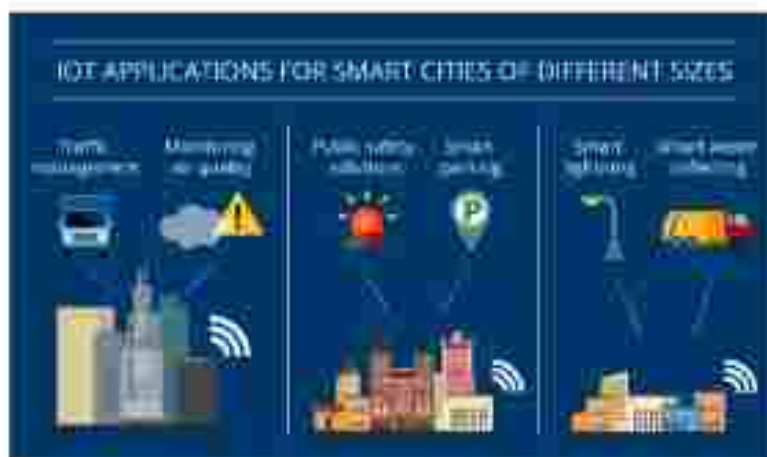 IOT APPLICATIONS FOR SMART CITIES OF DIFFERENT SIZES
Traffic
management
Monitoring
air quality
Public safety
solutions
Smart
parking
Smart
lightning
Smart waste
collecting
P